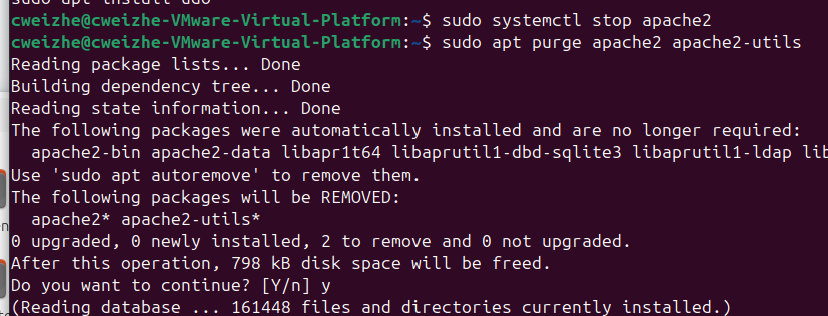 cweizhe@cweizhe-VMware-Virtual-Platform:~$ sudo systemctl stop apache2
cweizhe@cweizhe-VMware-Virtual-Platform:~$ sudo apt purge apache2 apache2-utils
Reading package lists... Done
Building dependency tree... Done
Reading state information... Done
The following packages were automatically installed and are no longer required:
  apache2-bin apache2-data libapr1t64 libaprutil1-dbd-sqlite3 libaprutil1-ldap lib
Use 'sudo apt autoremove' to remove them.
The following packages will be REMOVED:
  apache2* apache2-utils*
0 upgraded, 0 newly installed, 2 to remove and 0 not upgraded.
After this operation, 798 kB disk space will be freed.
Do you want to continue? [Y/n] y
(Reading database ... 161448 files and directories currently installed.)